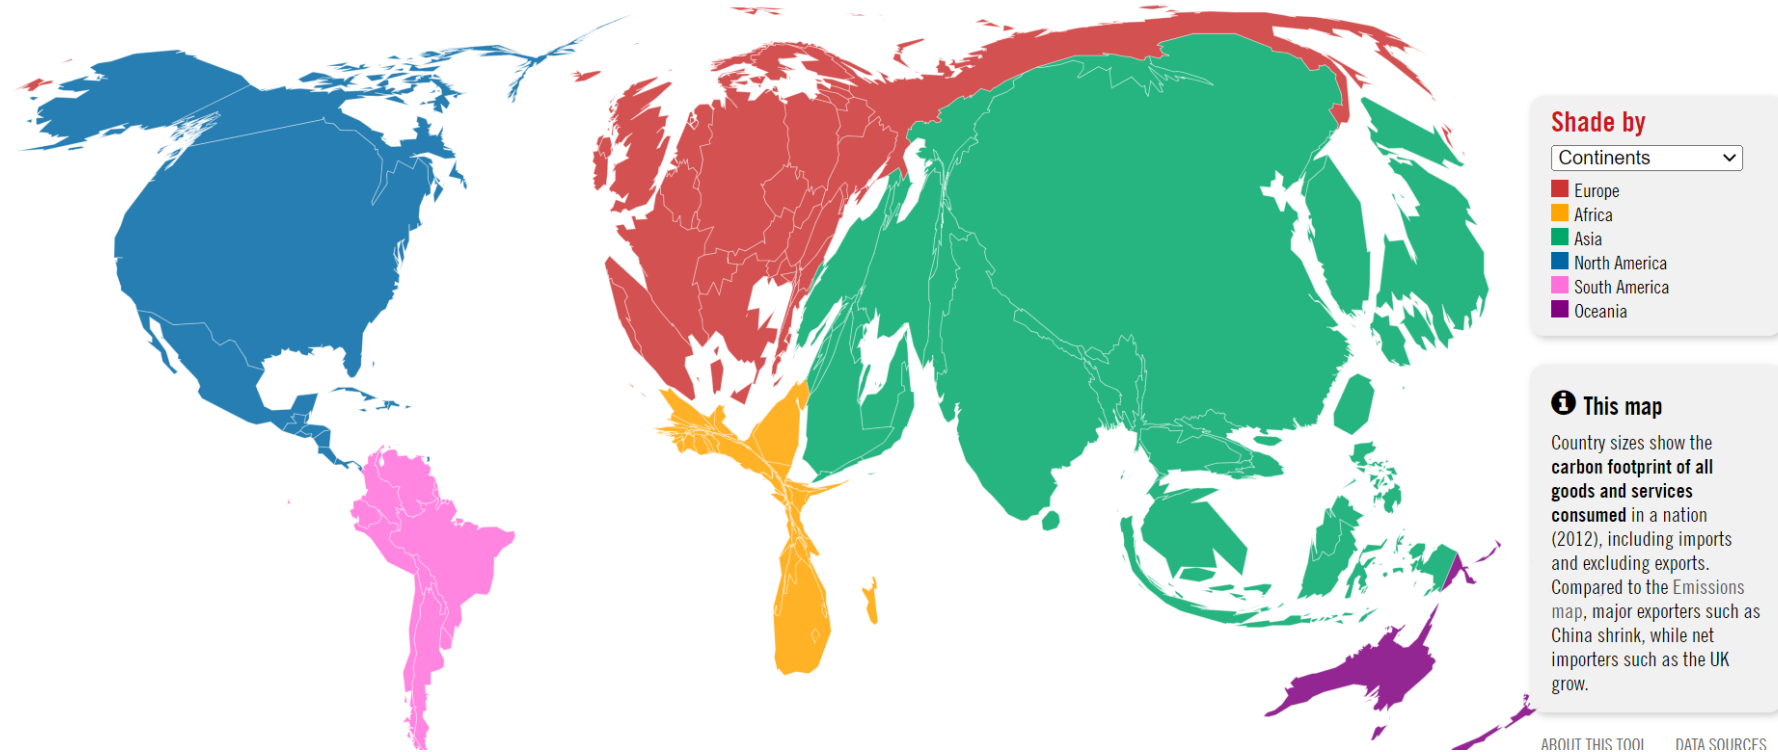 Shade by
Continents
Europe
Africa
Asia
North America
South America
Oceania
This map
Country sizes show the
carbon footprint of all
goods and services
consumed in a nation
(2012), including imports
and excluding exports.
Compared to the Emissions
map, major exporters such as
China shrink, while net
importers such as the UK
grow.
ABOUT THIS TOOL DATA SOURCES